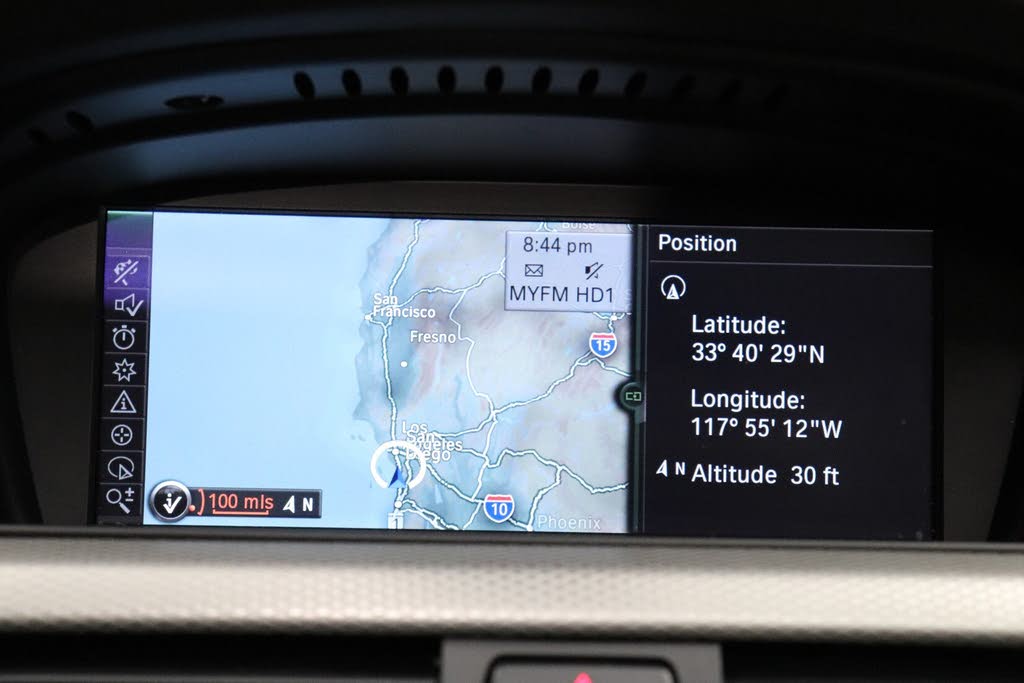 Boise
8:44 pm
MYFM HD1
San
Francisco
Fresno
15
Los
Angeles
San
Diego
100 mls
N
10
Phoenix
Position
Latitude:
33° 40' 29"N
Longitude:
117° 55' 12"W
N Altitude 30 ft